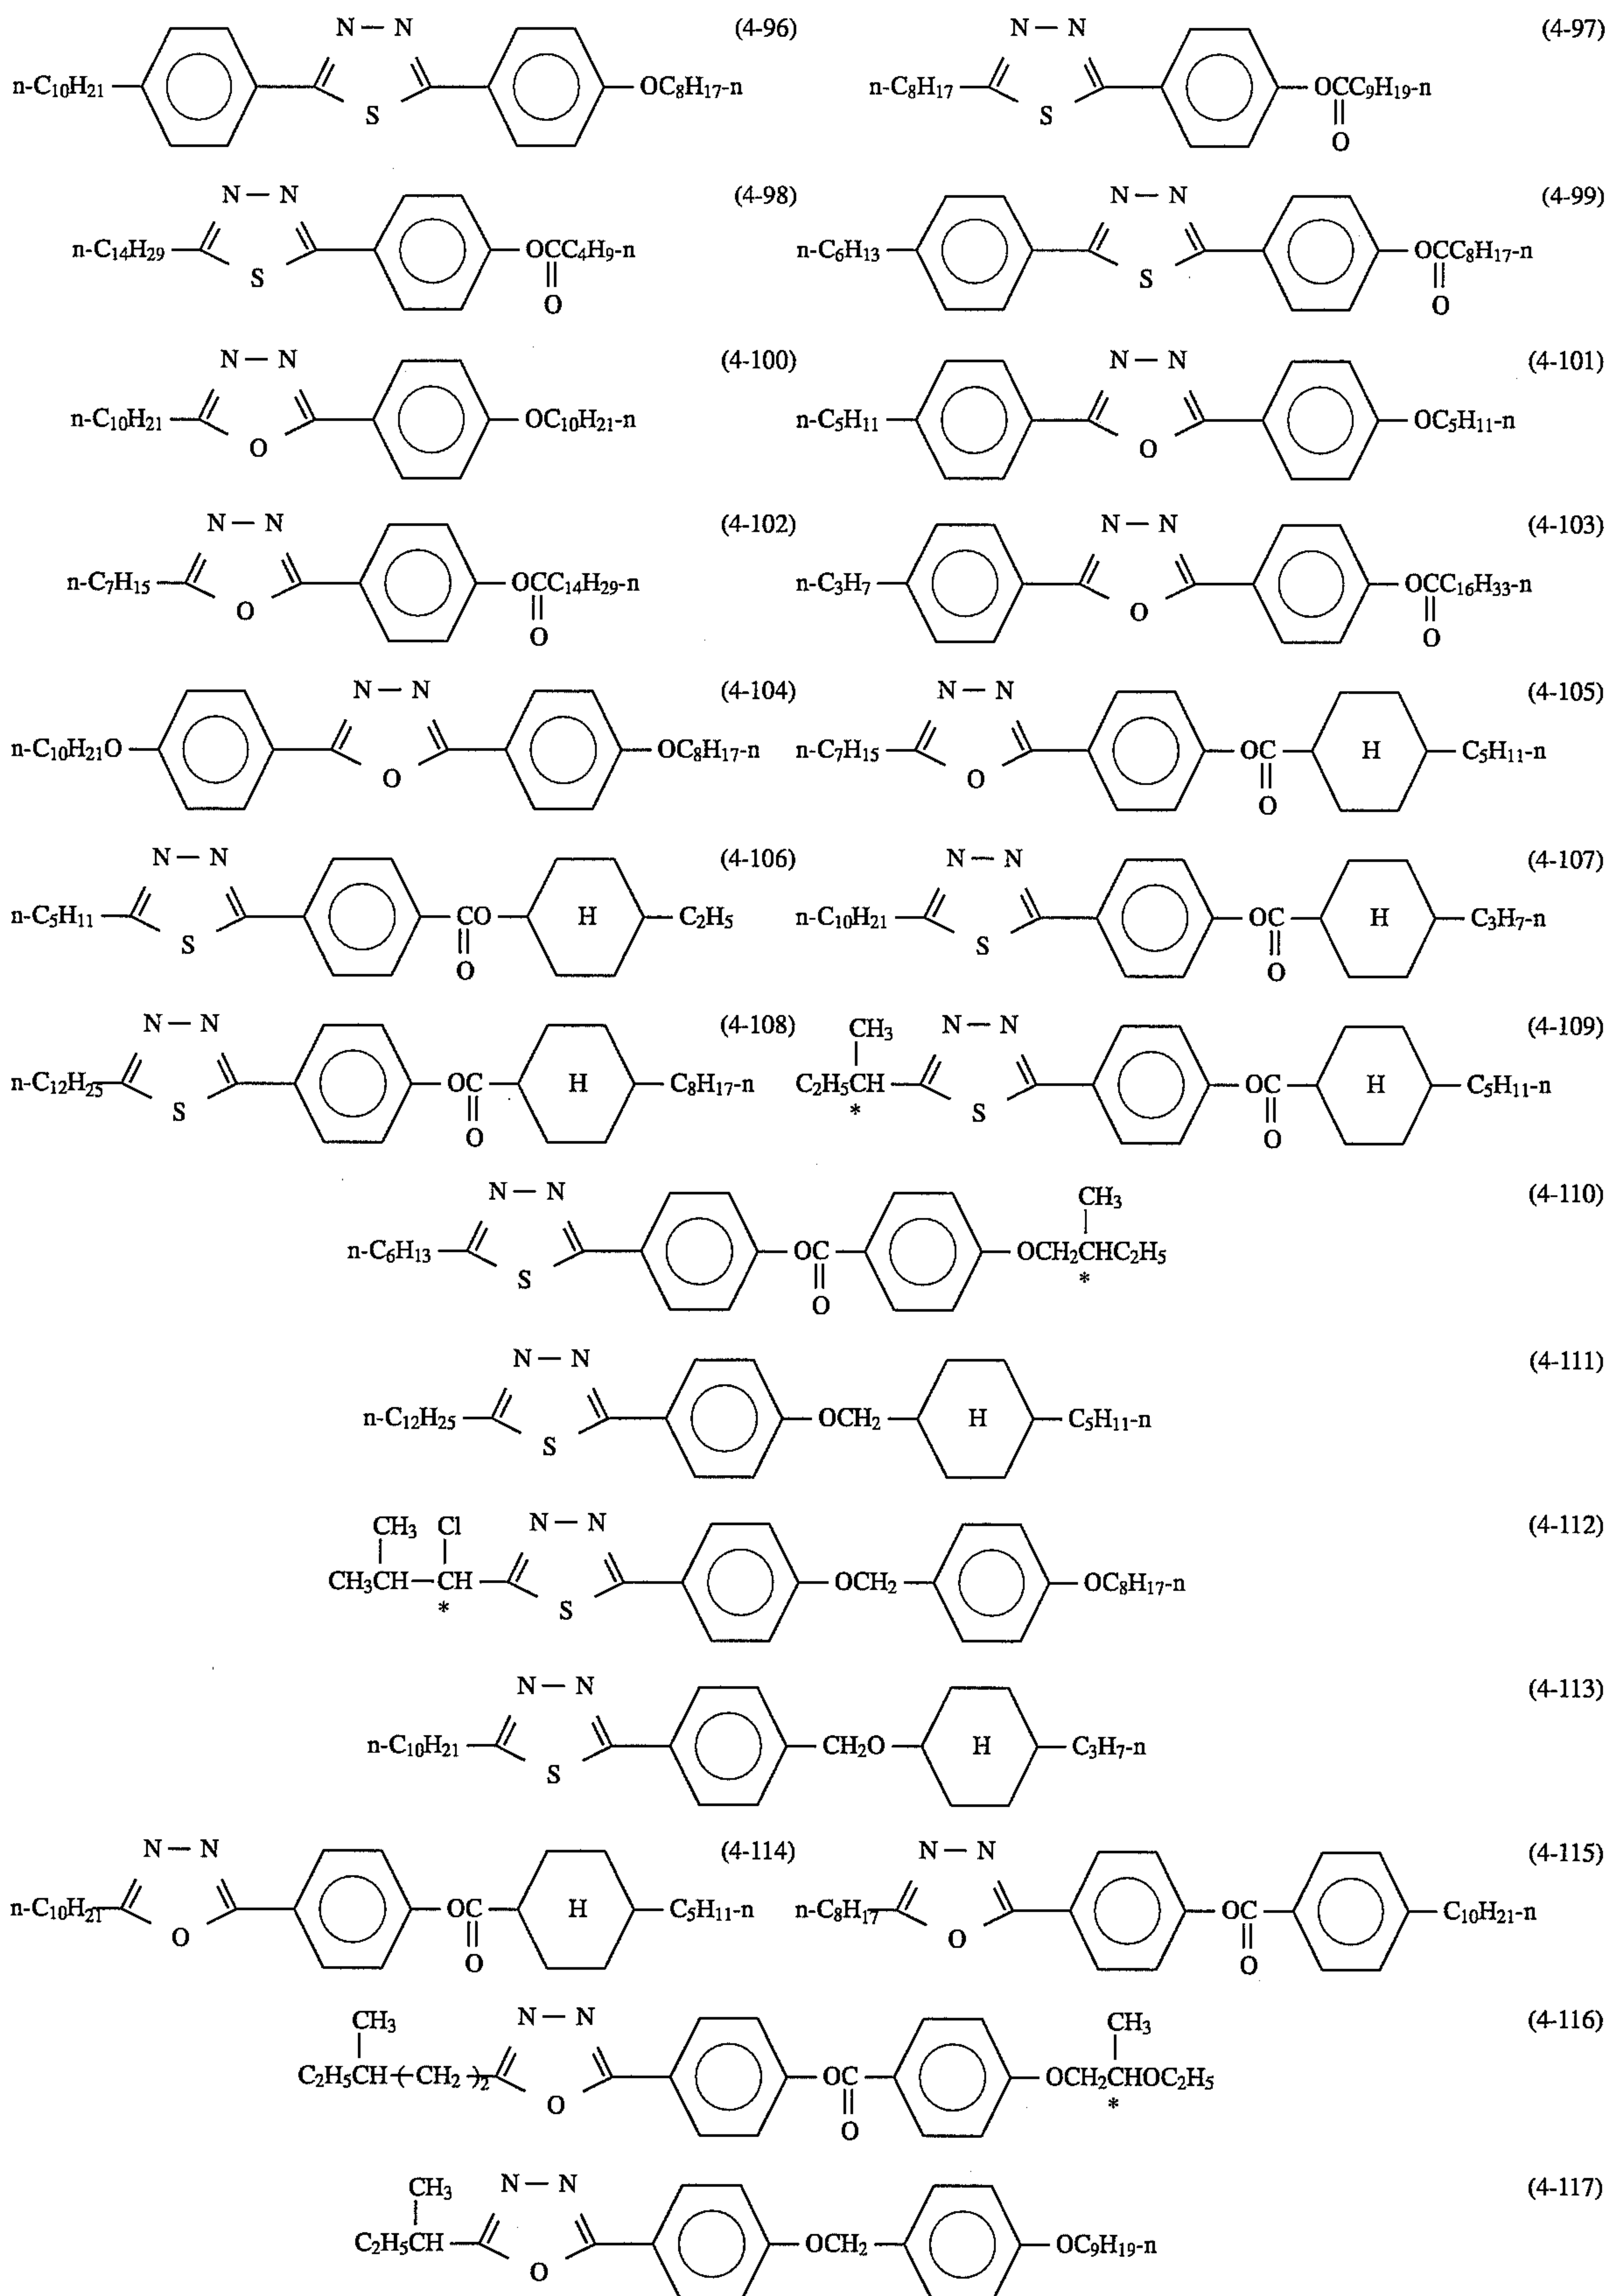 N — N (4-96)
n-C10H21 S OC8H17-n
N — N (4-97)
n-C8H17 S OCC9H19-n
O
N — N (4-98)
n-C14H29 S OCC4H9-n
O
N — N (4-99)
n-C6H13 S OCC8H17-n
O
N — N (4-100)
n-C10H21 O OC10H21-n
N — N (4-101)
n-C5H11 O OC5H11-n
N — N (4-102)
n-C7H15 O OCC14H29-n
O
N — N (4-103)
n-C3H7 O OCC16H33-n
O
N — N (4-104)
n-C10H21O O OC8H17-n
N — N (4-105)
n-C7H15 O OC H C5H11-n
O
N — N (4-106)
n-C5H11 S CO H C2H5
O
N — N (4-107)
n-C10H21 S OC H C3H7-n
O
N — N (4-108)
n-C12H25 S OC H C8H17-n
O
CH3 N — N (4-109)
C2H5CH S OC H C5H11-n
* O
N — N CH3 (4-110)
n-C6H13 S OC OCH2CHC2H5
O *
N — N (4-111)
n-C12H25 S OCH2 H C5H11-n
CH3 Cl N — N (4-112)
CH3CH CH S OCH2 OC8H17-n
*
N — N (4-113)
n-C10H21 S CH2O H C3H7-n
N — N (4-114)
n-C10H21 O OC H C5H11-n
O
N — N (4-115)
n-C8H17 O OC C10H21-n
O
CH3 N — N CH3 (4-116)
C2H5CH(CH2)2 O OC OCH2CHOC2H5
O *
CH3 N — N (4-117)
C2H5CH O OCH2 OC9H19-n